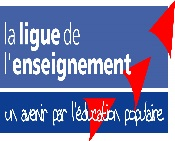 la ligue de
l'enseignement
un avenir par l'éducation populaire